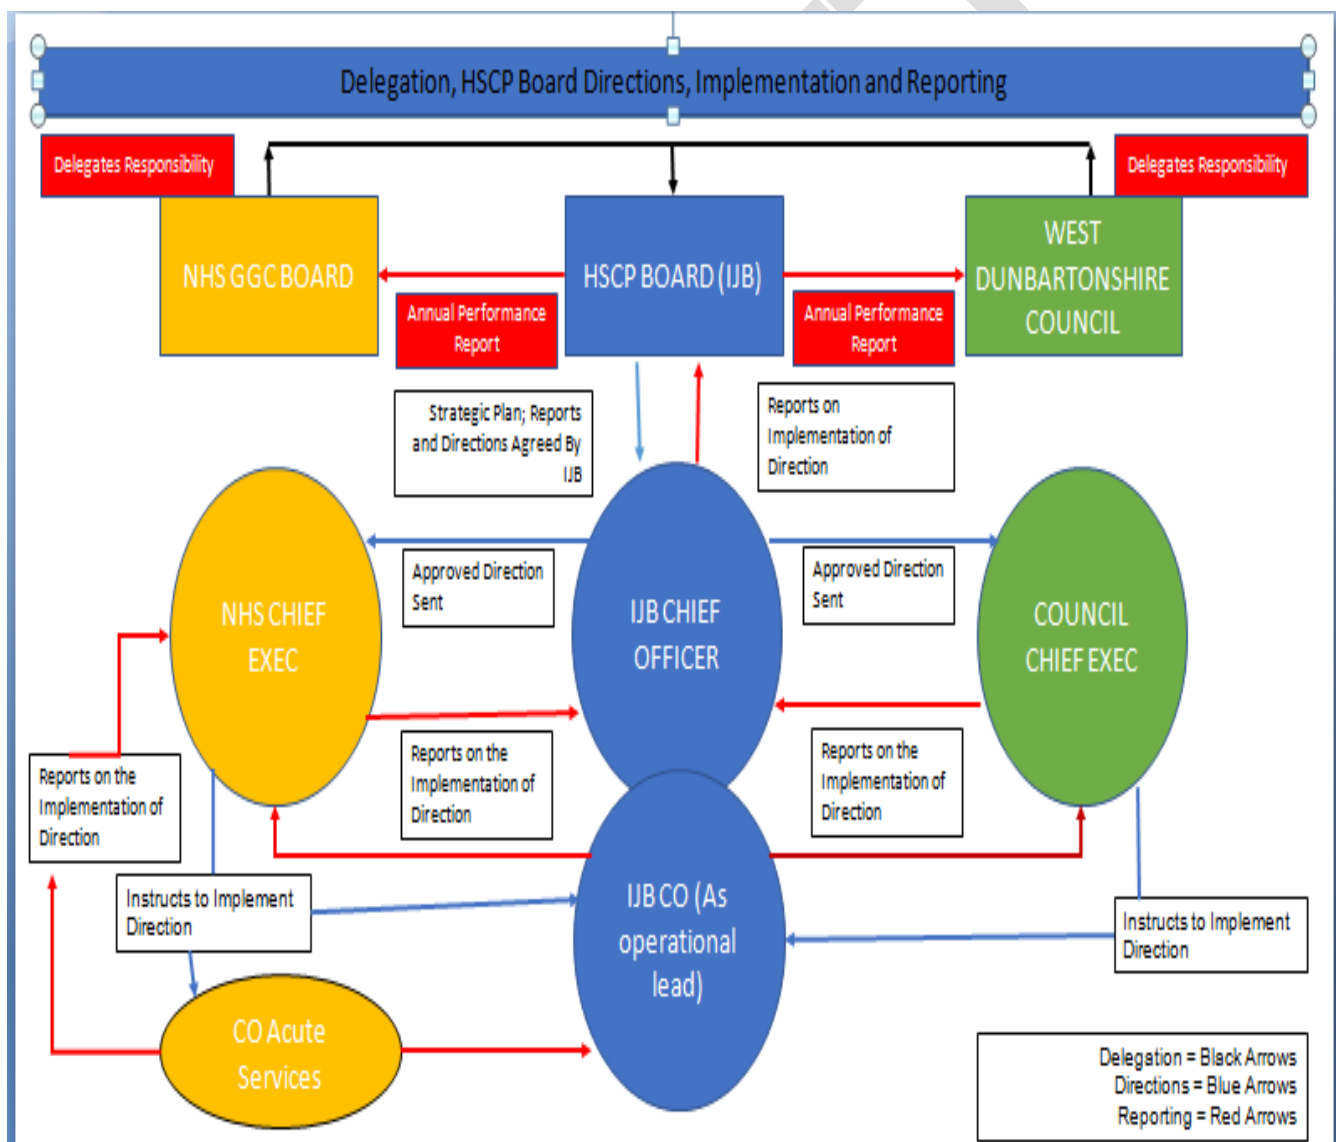 Delegation, HSCP Board Directions, Implementation and Reporting
Delegates Responsibility
Delegates Responsibility
NHS GGC BOARD
HSCP BOARD (IJB)
WEST
DUNBARTONSHIRE
COUNCIL
Annual Performance
Report
Annual Performance
Report
Strategic Plan; Reports
and Directions Agreed By
IJB
Reports on
Implementation of
Direction
NHS CHIEF
EXEC
Approved Direction
Sent
IJB CHIEF
OFFICER
Approved Direction
Sent
COUNCIL
CHIEF EXEC
Reports on the
Implementation of
Direction
Reports on the
Implementation of
Direction
Reports on the
Implementation of
Direction
Instructs to Implement
Direction
IJB CO (As
operational
lead)
Instructs to Implement
Direction
CO Acute
Services
Delegation = Black Arrows
Directions = Blue Arrows
Reporting = Red Arrows